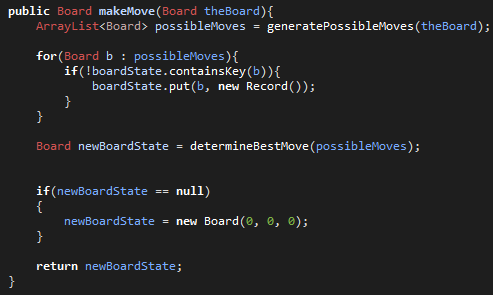 public Board makeMove(Board theBoard){
ArrayList<Board> possibleMoves = generatePossibleMoves(theBoard);
for(Board b : possibleMoves){
if(!boardState.containsKey(b)){
boardState.put(b, new Record());
}
}
Board newBoardState = determineBestMove(possibleMoves);
if(newBoardState == null)
{
newBoardState = new Board(0, 0, 0);
}
return newBoardState;
}